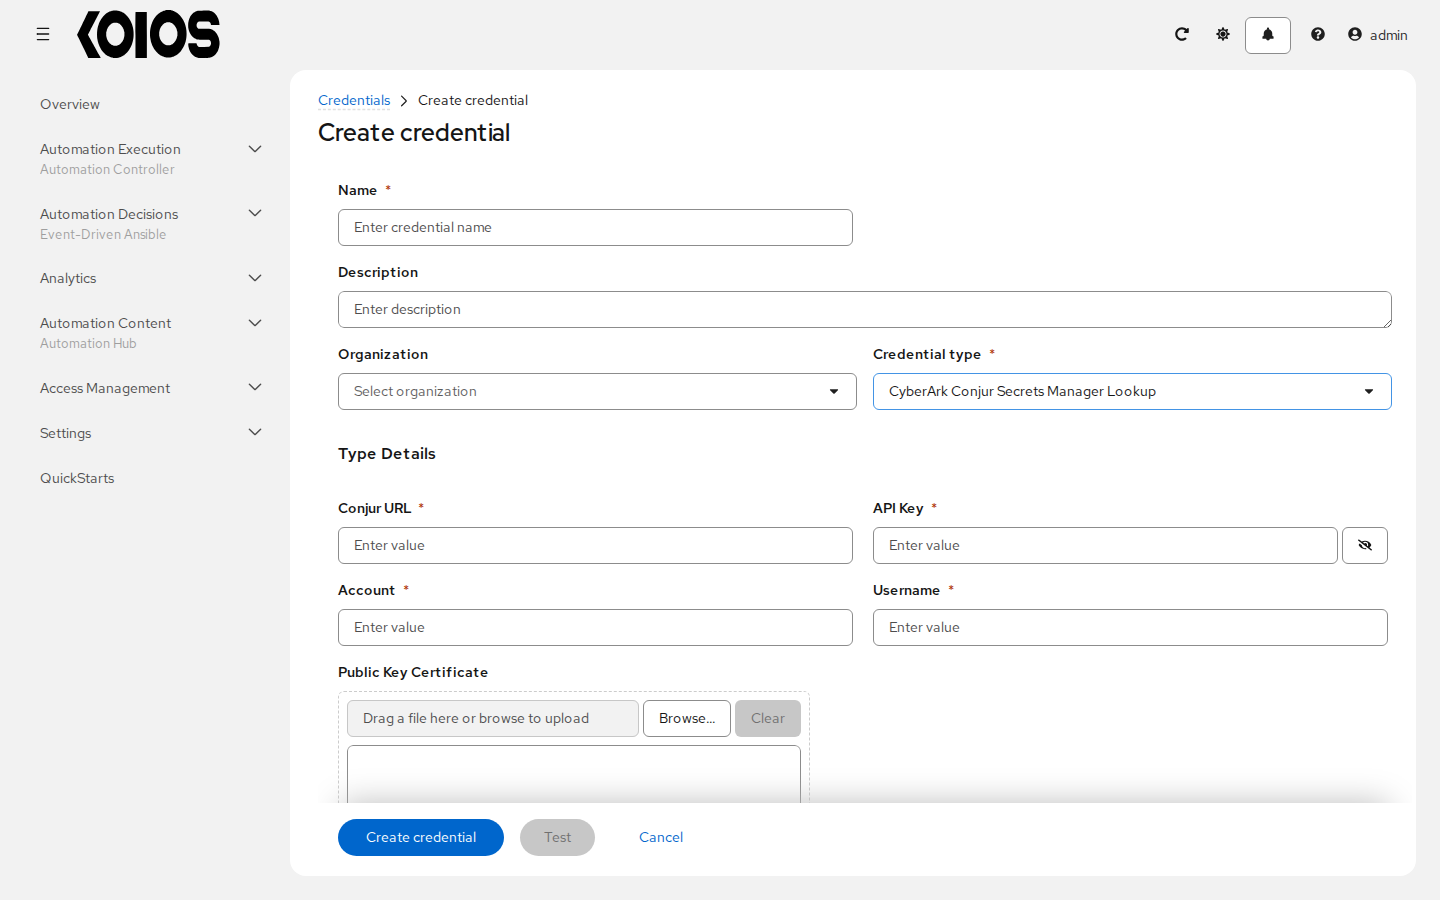 KOIOS
admin
Overview
Automation Execution
Automation Controller
Automation Decisions
Event-Driven Ansible
Analytics
Automation Content
Automation Hub
Access Management
Settings
QuickStarts
Credentials > Create credential
Create credential
Name *
Enter credential name
Description
Enter description
Organization
Credential type *
Select organization
CyberArk Conjur Secrets Manager Lookup
Type Details
Conjur URL *
API Key *
Enter value
Enter value
Account *
Username *
Enter value
Enter value
Public Key Certificate
Drag a file here or browse to upload
Browse...
Clear
Create credential
Test
Cancel